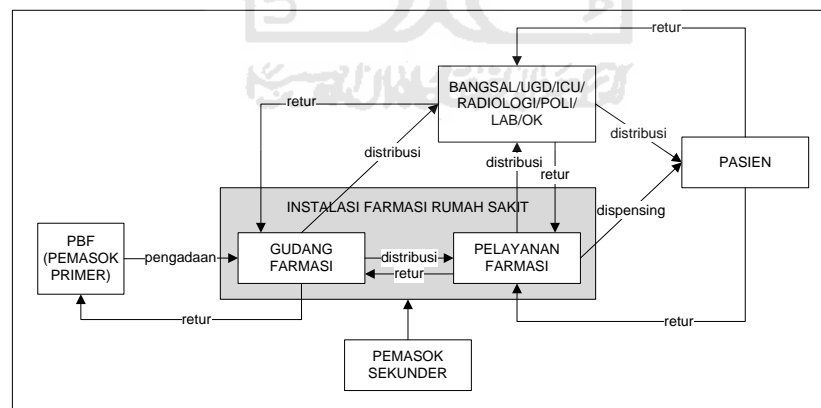 retur
BANGSAL/UGD/ICU/
RADIOLOGI/POLI/
LAB/OK
retur
distribusi
distribusi
distribusi
retur
PASIEN
INSTALASI FARMASI RUMAH SAKIT
dispensing
PBF
(PEMASOK
PRIMER)
pengadaan
GUDANG
FARMASI
distribusi
retur
PELAYANAN
FARMASI
retur
retur
PEMASOK
SEKUNDER